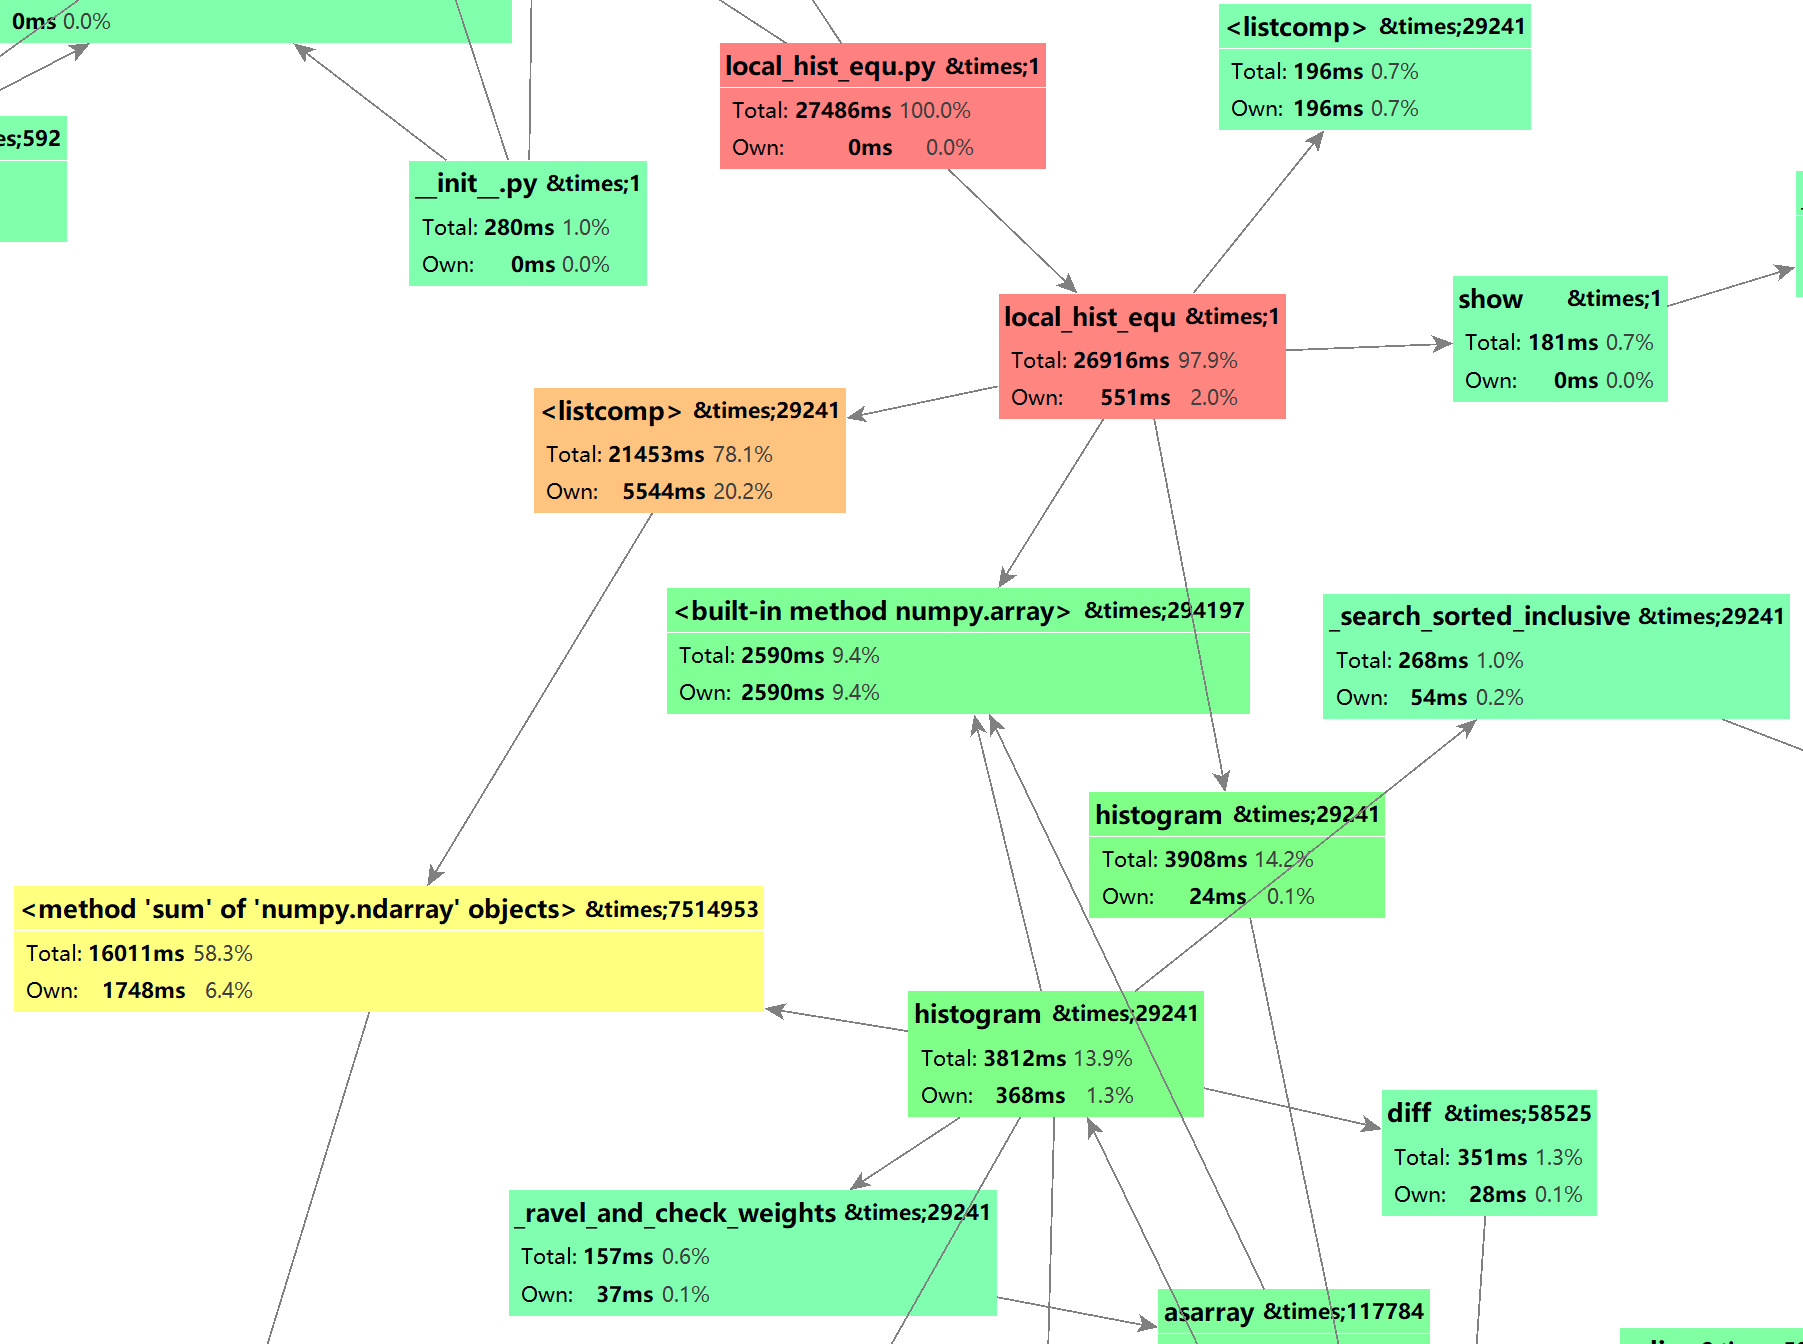 0ms 0.0%
es;592
__init__.py &times;1
Total: 280ms 1.0%
Own: 0ms 0.0%
local_hist_equ.py &times;1
Total: 27486ms 100.0%
Own: 0ms 0.0%
<listcomp> &times;29241
Total: 196ms 0.7%
Own: 196ms 0.7%
local_hist_equ &times;1
Total: 26916ms 97.9%
Own: 551ms 2.0%
show &times;1
Total: 181ms 0.7%
Own: 0ms 0.0%
<listcomp> &times;29241
Total: 21453ms 78.1%
Own: 5544ms 20.2%
<built-in method numpy.array> &times;294197
Total: 2590ms 9.4%
Own: 2590ms 9.4%
_search_sorted_inclusive &times;29241
Total: 268ms 1.0%
Own: 54ms 0.2%
histogram &times;29241
Total: 3908ms 14.2%
Own: 24ms 0.1%
<method 'sum' of 'numpy.ndarray' objects> &times;7514953
Total: 16011ms 58.3%
Own: 1748ms 6.4%
histogram &times;29241
Total: 3812ms 13.9%
Own: 368ms 1.3%
diff &times;58525
Total: 351ms 1.3%
Own: 28ms 0.1%
_ravel_and_check_weights &times;29241
Total: 157ms 0.6%
Own: 37ms 0.1%
asarray &times;117784